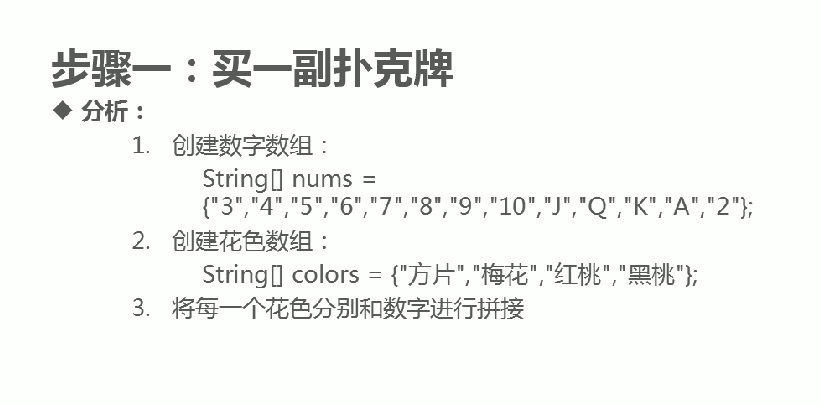 步骤一：买一副扑克牌
◆ 分析：
1. 创建数字数组：
String[] nums =
{"3","4","5","6","7","8","9","10","J","Q","K","A","2"};
2. 创建花色数组：
String[] colors = {"方片","梅花","红桃","黑桃"};
3. 将每一个花色分别和数字进行拼接